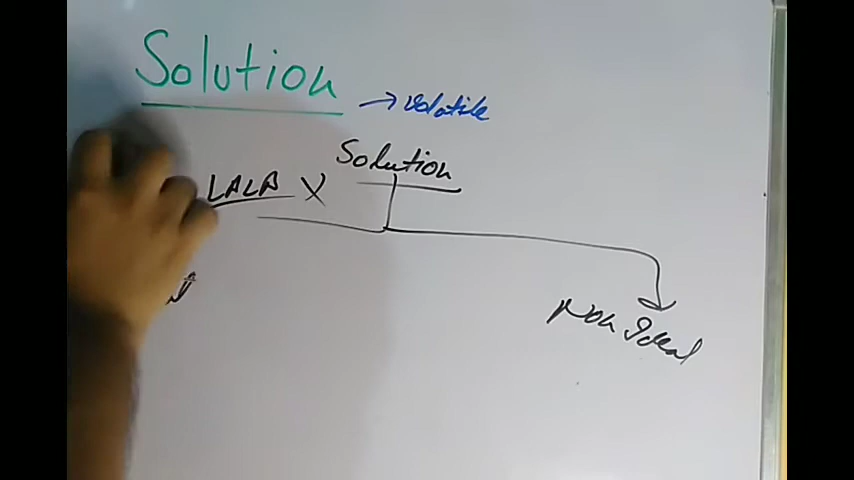 Solution
→ volatile
LALA X
Solution
Non Ideal